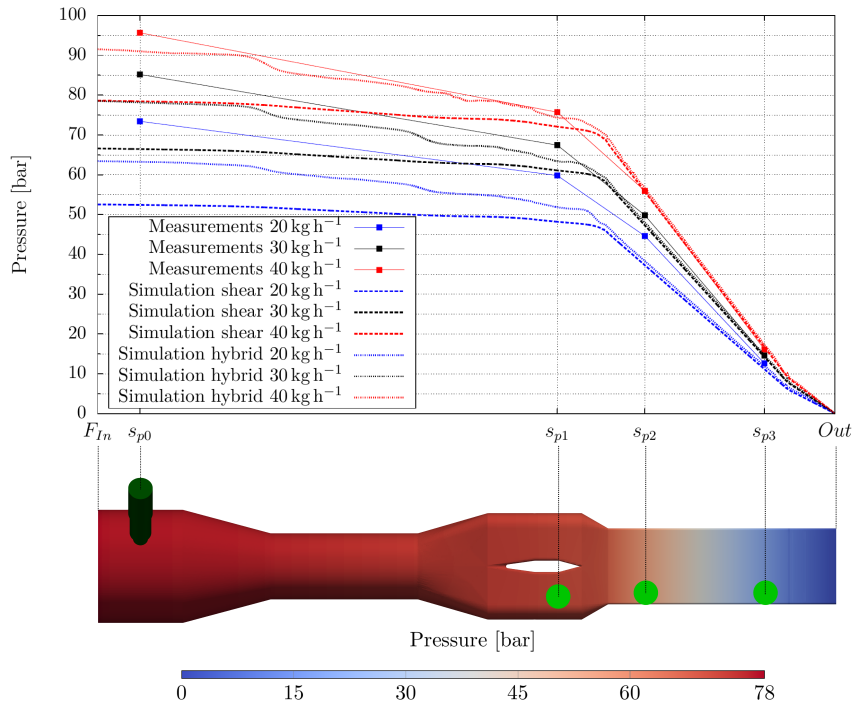 100
90
80
70
60
50
40
30
20
10
0
Pressure [bar]
Measurements 20 kg h⁻¹
Measurements 30 kg h⁻¹
Measurements 40 kg h⁻¹
Simulation shear 20 kg h⁻¹
Simulation shear 30 kg h⁻¹
Simulation shear 40 kg h⁻¹
Simulation hybrid 20 kg h⁻¹
Simulation hybrid 30 kg h⁻¹
Simulation hybrid 40 kg h⁻¹
F_In s_p0 s_p1 s_p2 s_p3 Out
Pressure [bar]
0 15 30 45 60 78